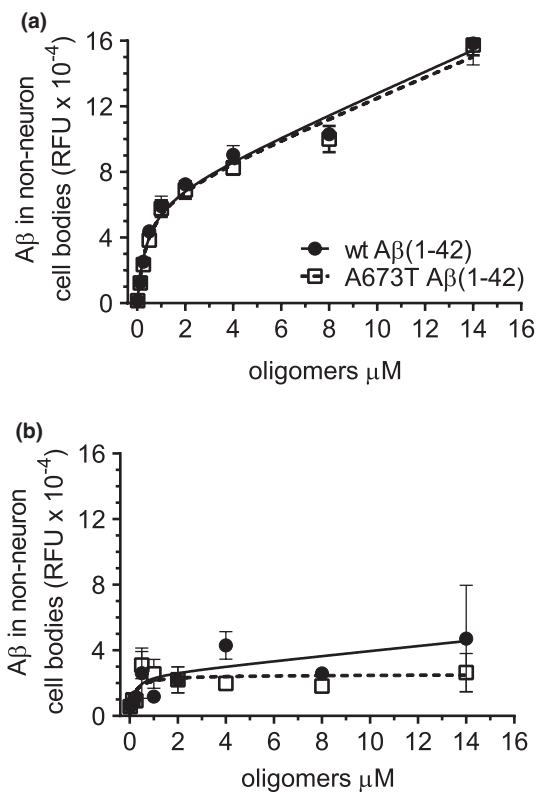 (a)
Aβ in non-neuron
cell bodies (RFU x 10⁻⁴)
16
12
8
4
0
wt Aβ(1-42)
A673T Aβ(1-42)
0 2 4 6 8 10 12 14 16
oligomers μM
(b)
Aβ in non-neuron
cell bodies (RFU x 10⁻⁴)
16
12
8
4
0
0 2 4 6 8 10 12 14 16
oligomers μM